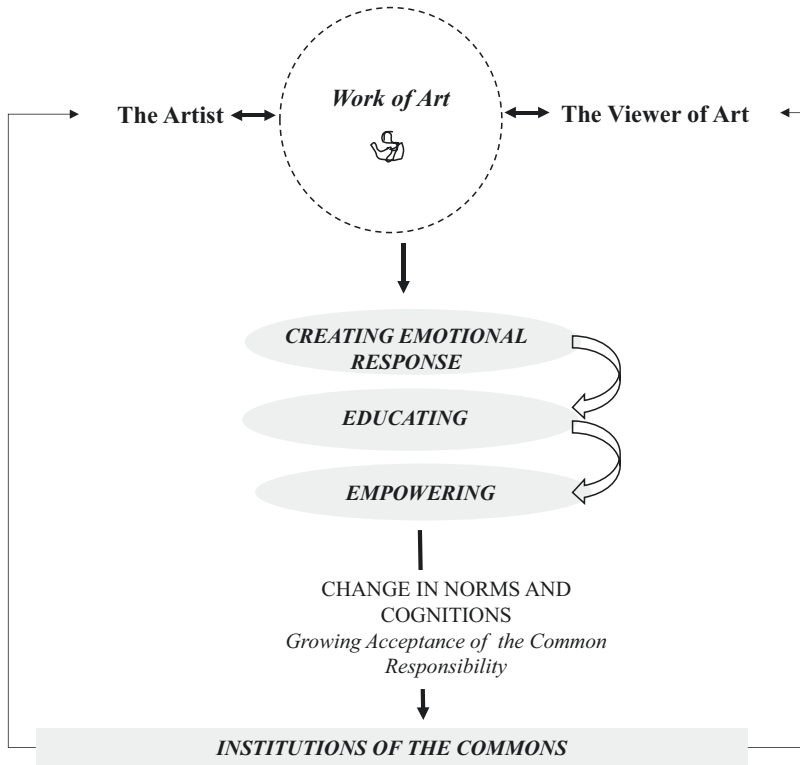 Work of Art
The Artist
The Viewer of Art
CREATING EMOTIONAL
RESPONSE
EDUCATING
EMPOWERING
CHANGE IN NORMS AND
COGNITIONS
Growing Acceptance of the Common
Responsibility
INSTITUTIONS OF THE COMMONS